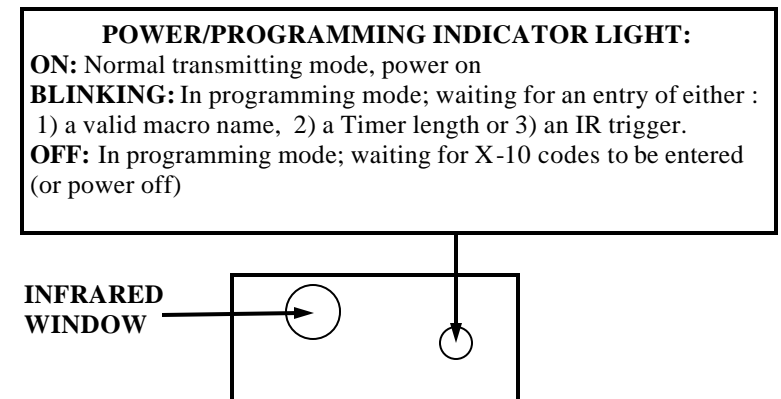 POWER/PROGRAMMING INDICATOR LIGHT:
ON: Normal transmitting mode, power on
BLINKING: In programming mode; waiting for an entry of either :
1) a valid macro name, 2) a Timer length or 3) an IR trigger.
OFF: In programming mode; waiting for X-10 codes to be entered
(or power off)
INFRARED
WINDOW